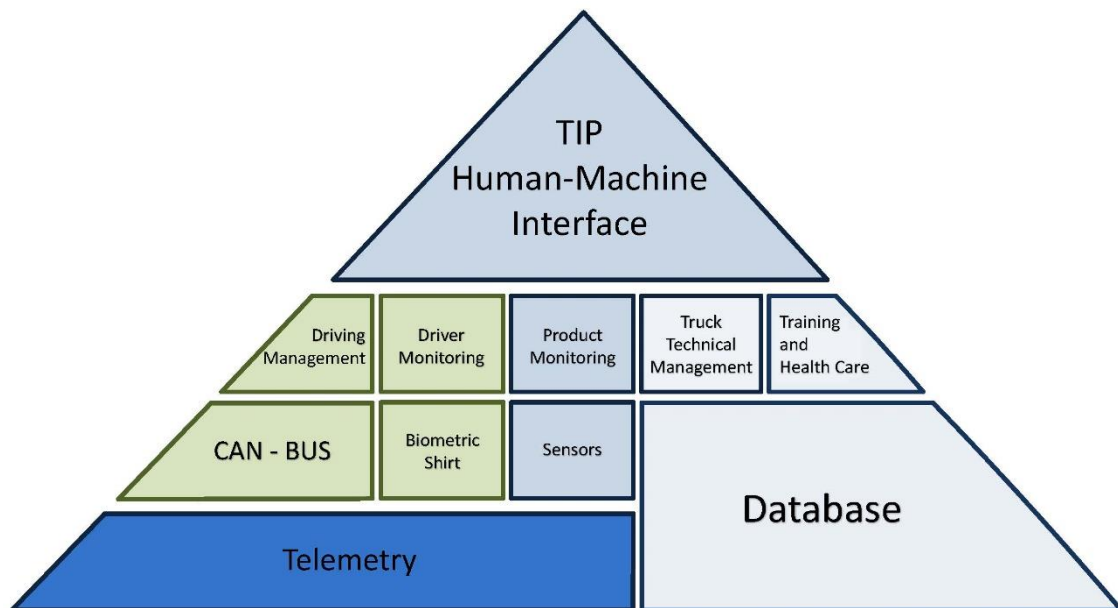 TIP
Human-Machine
Interface
Driving
Management
Driver
Monitoring
Product
Monitoring
Truck
Technical
Management
Training
and
Health Care
CAN - BUS
Biometric
Shirt
Sensors
Database
Telemetry